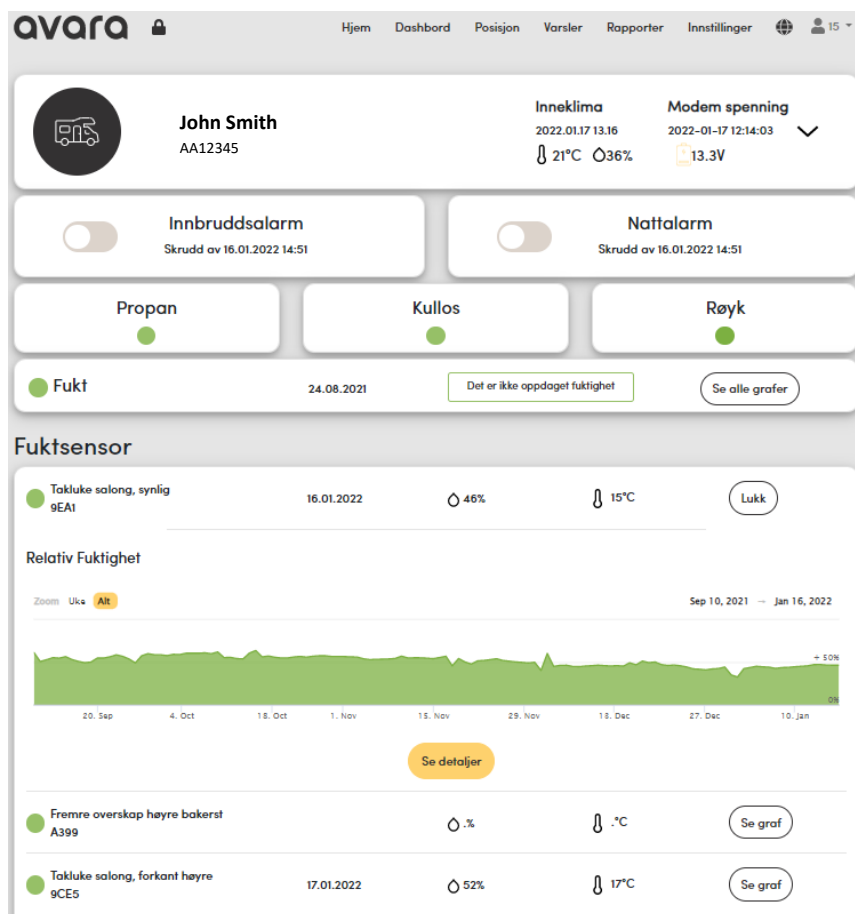 avara
Hjem Dashbord Posisjon Varsler Rapporter Innstillinger 15
John Smith
AA12345
Inneklima
2022.01.17 13.16
21°C 36%
Modem spenning
2022-01-17 12:14:03
13.3V
Innbruddsalarm
Skrudd av 16.01.2022 14:51
Nattalarm
Skrudd av 16.01.2022 14:51
Propan
Kullos
Røyk
Fukt 24.08.2021 Det er ikke oppdaget fuktighet Se alle grafer
Fuktsensor
Takluke salong, synlig
9EA1
16.01.2022 46% 15°C Lukk
Relativ Fuktighet
Zoom Uke Alt Sep 10, 2021 → Jan 16, 2022
+ 50%
0%
20. Sep 4. Oct 18. Oct 1. Nov 15. Nov 29. Nov 13. Dec 27. Dec 10. Jan
Se detaljer
Fremre overskap høyre bakerst
A399
.% .°C Se graf
Takluke salong, forkant høyre
9CE5
17.01.2022 52% 17°C Se graf